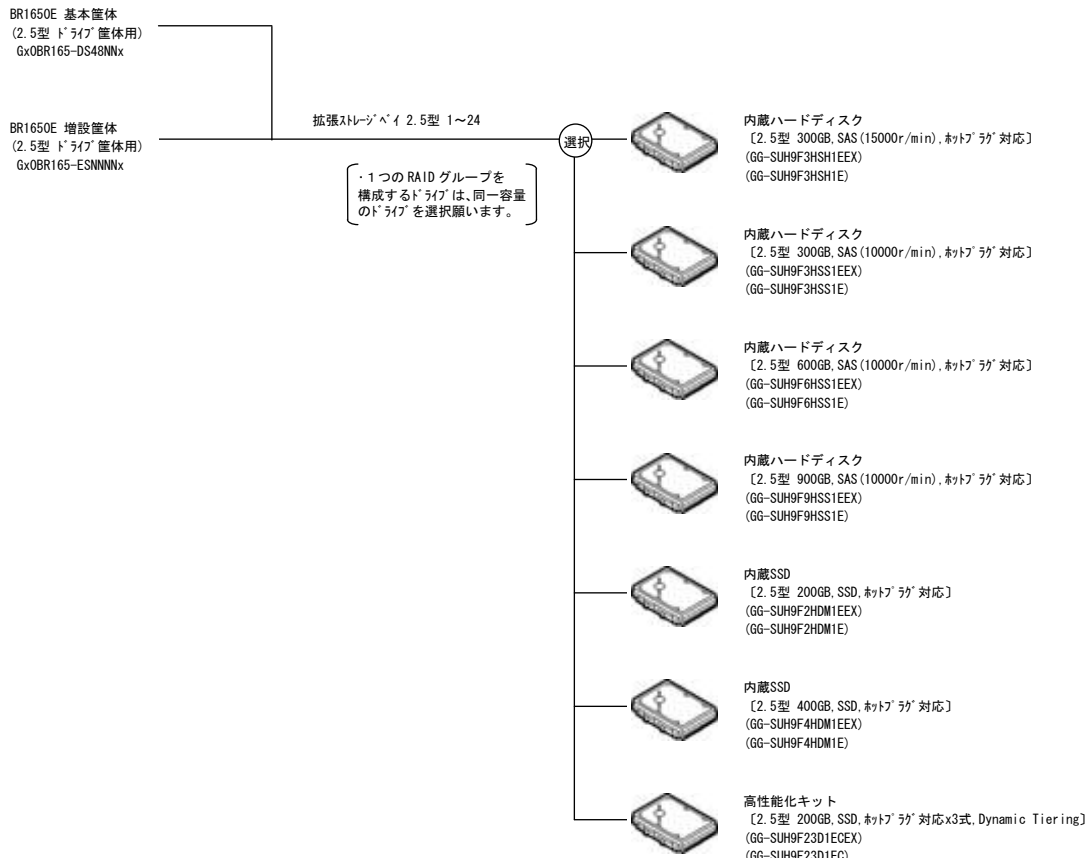 BR1650E 基本筐体
(2.5型 ﾄﾞﾗｲﾌﾞ筐体用)
GxOBR165-DS48NNx
BR1650E 増設筐体
(2.5型 ﾄﾞﾗｲﾌﾞ筐体用)
GxOBR165-ESNNNNx
拡張ｽﾄﾚｰｼﾞﾍﾞｲ 2.5型 1～24
選択
・１つの RAID グループを
構成するﾄﾞﾗｲﾌﾞは、同一容量
のﾄﾞﾗｲﾌﾞを選択願います。
内蔵ハードディスク
〔2.5型 300GB,SAS(15000r/min),ﾎｯﾄﾌﾟﾗｸﾞ対応〕
(GG-SUH9F3HSH1EEX)
(GG-SUH9F3HSH1E)
内蔵ハードディスク
〔2.5型 300GB,SAS(10000r/min),ﾎｯﾄﾌﾟﾗｸﾞ対応〕
(GG-SUH9F3HSS1EEX)
(GG-SUH9F3HSS1E)
内蔵ハードディスク
〔2.5型 600GB,SAS(10000r/min),ﾎｯﾄﾌﾟﾗｸﾞ対応〕
(GG-SUH9F6HSS1EEX)
(GG-SUH9F6HSS1E)
内蔵ハードディスク
〔2.5型 900GB,SAS(10000r/min),ﾎｯﾄﾌﾟﾗｸﾞ対応〕
(GG-SUH9F9HSS1EEX)
(GG-SUH9F9HSS1E)
内蔵SSD
〔2.5型 200GB,SSD,ﾎｯﾄﾌﾟﾗｸﾞ対応〕
(GG-SUH9F2HDM1EEX)
(GG-SUH9F2HDM1E)
内蔵SSD
〔2.5型 400GB,SSD,ﾎｯﾄﾌﾟﾗｸﾞ対応〕
(GG-SUH9F4HDM1EEX)
(GG-SUH9F4HDM1E)
高性能化キット
〔2.5型 200GB,SSD,ﾎｯﾄﾌﾟﾗｸﾞ対応x3式,Dynamic Tiering〕
(GG-SUH9F23D1ECEX)
(GG-SUH9F23D1EC)